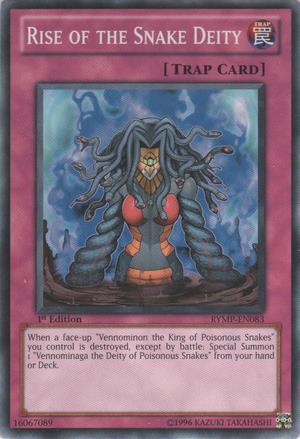 RISE OF THE SNAKE DEITY
TRAP
罠
[TRAP CARD]
1st Edition
RYMP-EN083
When a face-up "Vennominon the King of Poisonous Snakes"
you control is destroyed, except by battle: Special Summon
1 "Vennominaga the Deity of Poisonous Snakes" from your hand
or Deck.
16067089
©1996 KAZUKI TAKAHASHI